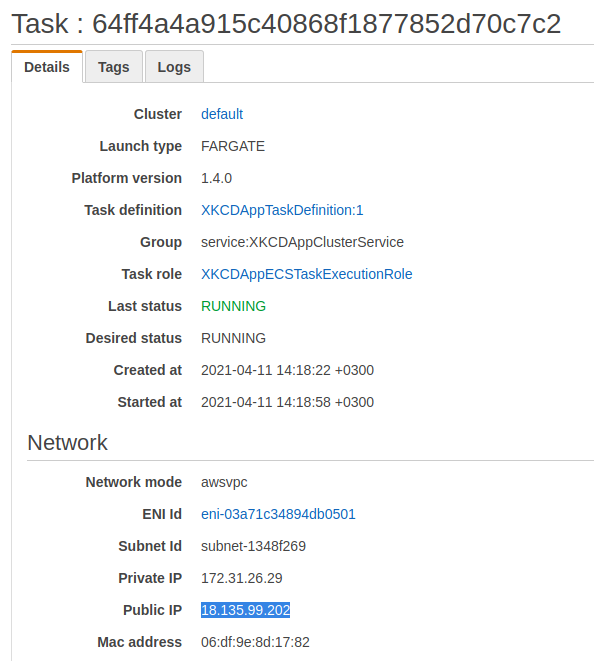 Task : 64ff4a4a915c40868f1877852d70c7c2
Details Tags Logs
Cluster default
Launch type FARGATE
Platform version 1.4.0
Task definition XKCDAppTaskDefinition:1
Group service:XKCDAppClusterService
Task role XKCDAppECSTaskExecutionRole
Last status RUNNING
Desired status RUNNING
Created at 2021-04-11 14:18:22 +0300
Started at 2021-04-11 14:18:58 +0300
Network
Network mode awsvpc
ENI Id eni-03a71c34894db0501
Subnet Id subnet-1348f269
Private IP 172.31.26.29
Public IP 18.135.99.202
Mac address 06:df:9e:8d:17:82